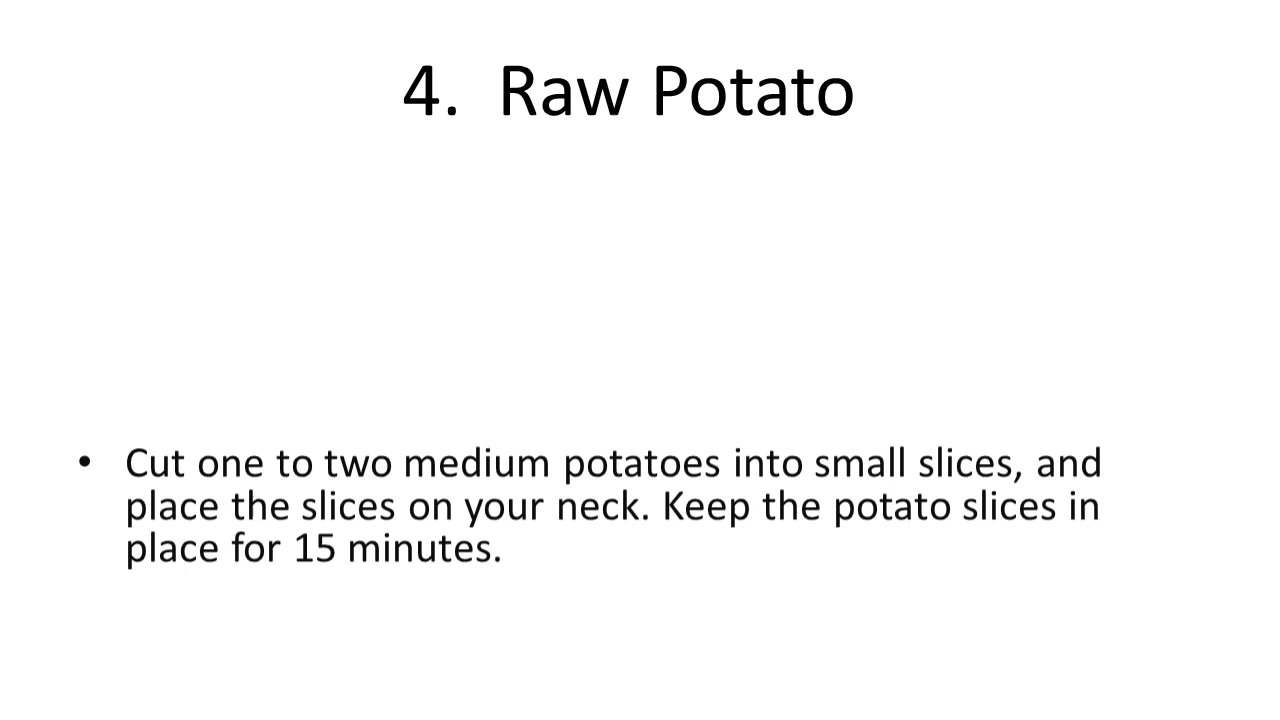 4.  Raw Potato
• Cut one to two medium potatoes into small slices, and
place the slices on your neck. Keep the potato slices in
place for 15 minutes.